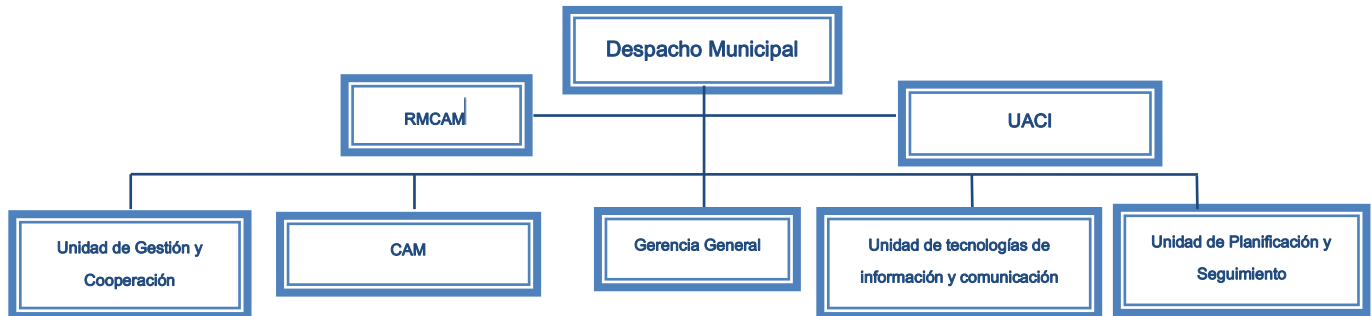 Despacho Municipal
RMCAM
UACI
Unidad de Gestión y
Cooperación
CAM
Gerencia General
Unidad de tecnologías de
información y comunicación
Unidad de Planificación y
Seguimiento